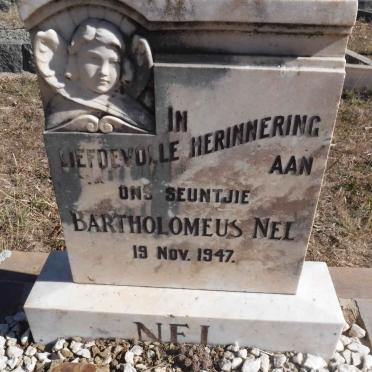 IN
LIEFDEVOLLE HERINNERING
AAN
ONS SEUNTJIE
BARTHOLOMEUS NEL
19 NOV. 1947.
NEL